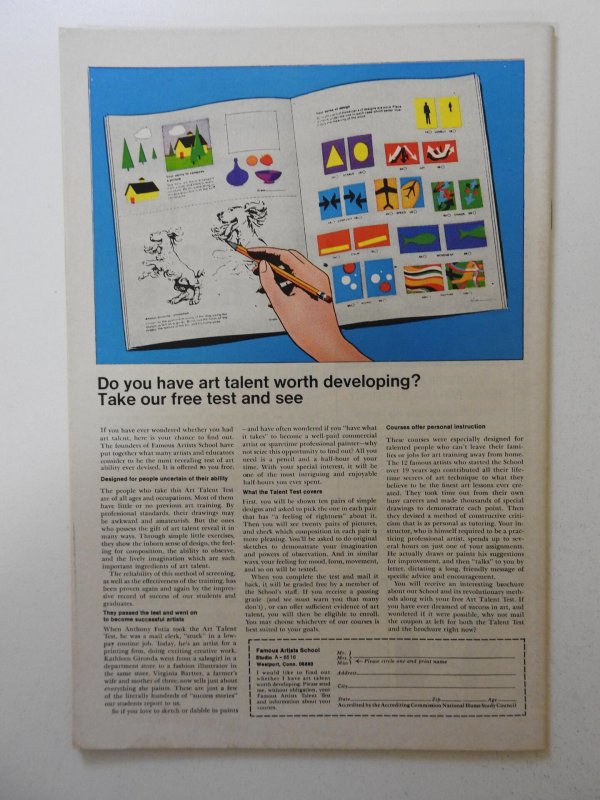 Your ability to compose
a picture
Your sense of design
LONELY
STABLE
JOY
SPEED
MOVEMENT
Do you have art talent worth developing?
Take our free test and see
If you have ever wondered whether you had
art talent, here is your chance to find out.
The founders of Famous Artists School have
put together what many artists and educators
consider to be the most revealing test of art
ability ever devised. It is offered to you free.
Designed for people uncertain of their ability
The people who take this Art Talent Test
are of all ages and occupations. Most of them
have little or no previous art training. By
professional standards, their drawings may
be awkward and amateurish. But the ones
who possess the gift of art talent reveal it in
many ways. Through simple little exercises,
they show the inborn sense of design, the feel-
ing for composition, the ability to observe,
and the lively imagination which are such
important ingredients of art talent.
The reliability of this method of screening,
as well as the effectiveness of the training, has
been proven again and again by the impres-
sive record of success of our students and
graduates.
They passed the test and went on
to become successful artists
When Anthony Fotia took the Art Talent
Test, he was a mail clerk, "stuck" in a low-
pay routine job. Today, he's an artist for a
printing firm, doing exciting creative work.
Kathleen Gironda went from a salesgirl in a
department store to a fashion illustrator in
the same store. Virginia Bartter, a farmer's
wife and mother of three, now sells just about
everything she paints. These are just a few
of the literally hundreds of "success stories"
our students report to us.
So if you love to sketch or dabble in paints
—and have often wondered if you "have what
it takes" to become a well-paid commercial
artist or sparetime professional painter—why
not seize this opportunity to find out? All you
need is a pencil and a half-hour of your
time. With your special interest, it will be
one of the most intriguing and enjoyable
half-hours you ever spent.
What the Talent Test covers
First, you will be shown ten pairs of simple
designs and asked to pick the one in each pair
that has "a feeling of rightness" about it.
Then you will see twenty pairs of pictures,
and check which composition in each pair is
more pleasing. You'll be asked to do original
sketches to demonstrate your imagination
and powers of observation. And in similar
ways your feeling for mood, form, movement,
and so on will be tested.
When you complete the test and mail it
back, it will be graded free by a member of
the School's staff. If you receive a passing
grade (and we must warn you that many
don't), or can offer sufficient evidence of art
talent, you will then be eligible to enroll.
You may choose whichever of our courses is
best suited to your goals.
Courses offer personal instruction
These courses were especially designed for
talented people who can't leave their fami-
lies or jobs for art training away from home.
The 12 famous artists who started the School
over 19 years ago contributed all their life-
time secrets of art technique to what they
believe to be the finest art lessons ever cre-
ated. They took time out from their own
busy careers and made thousands of special
drawings to demonstrate each point. Then
they devised a method of constructive criti-
cism that is as personal as tutoring. Your in-
structor, who is himself required to be a prac-
ticing professional artist, spends up to sev-
eral hours on just one of your assignments.
He actually draws or paints his suggestions
for improvement, and then "talks" to you by
letter, dictating a long, friendly message of
specific advice and encouragement.
You will receive an interesting brochure
about our School and its revolutionary meth-
ods along with your free Art Talent Test. If
you have ever dreamed of success in art, and
wondered if it were possible, why not mail
the coupon at left for both the Talent Test
and the brochure right now?
Famous Artists School
Studio A-6516
Westport, Conn. 06880
I would like to find out
whether I have art talent
worth developing. Please send
me, without obligation, your
Famous Artists Talent Test
and information about your
courses.
Mr.
Mrs.
Miss ← Please circle one and print name
Address
City
State Zip Age
Accredited by the Accrediting Commission National Home Study Council